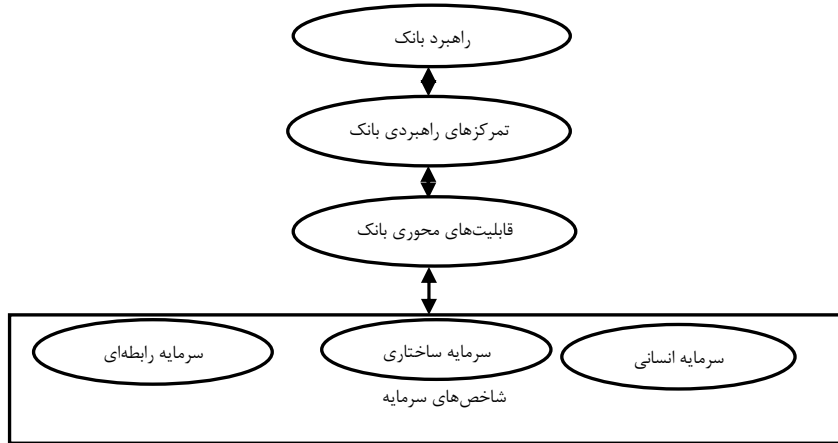 راهبرد بانک
تمرکزهای راهبردی بانک
قابلیت‌های محوری بانک
سرمایه انسانی
سرمایه ساختاری
سرمایه رابطه‌ای
شاخص‌های سرمایه